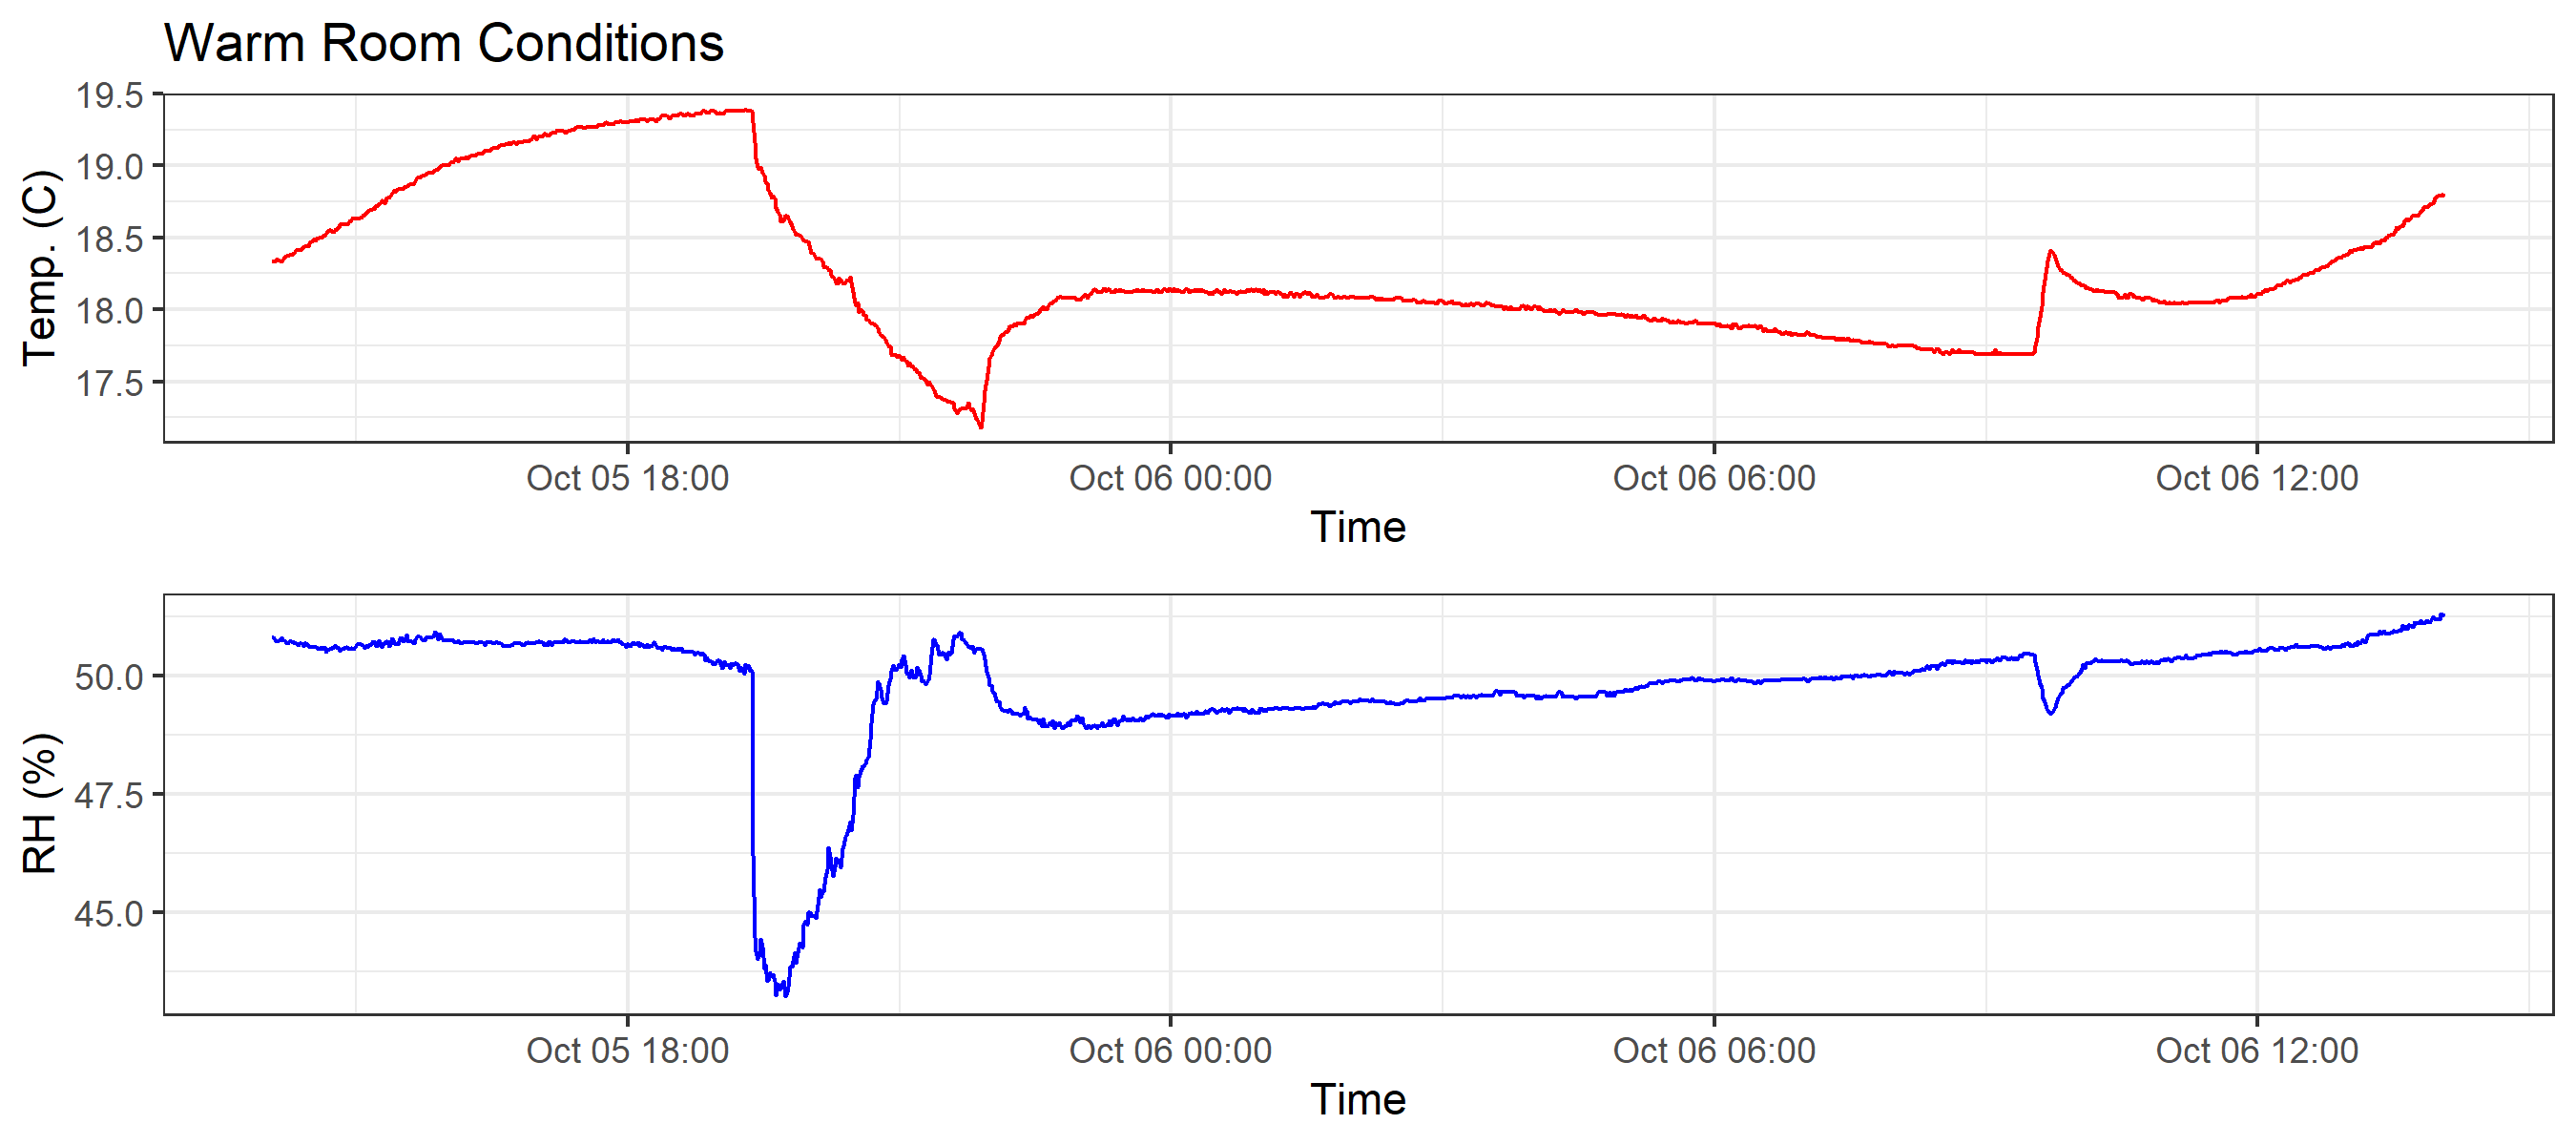 Warm Room Conditions
19.5
19.0
18.5
18.0
17.5
Temp. (C)
Oct 05 18:00 Oct 06 00:00 Oct 06 06:00 Oct 06 12:00
Time
50.0
47.5
45.0
RH (%)
Oct 05 18:00 Oct 06 00:00 Oct 06 06:00 Oct 06 12:00
Time